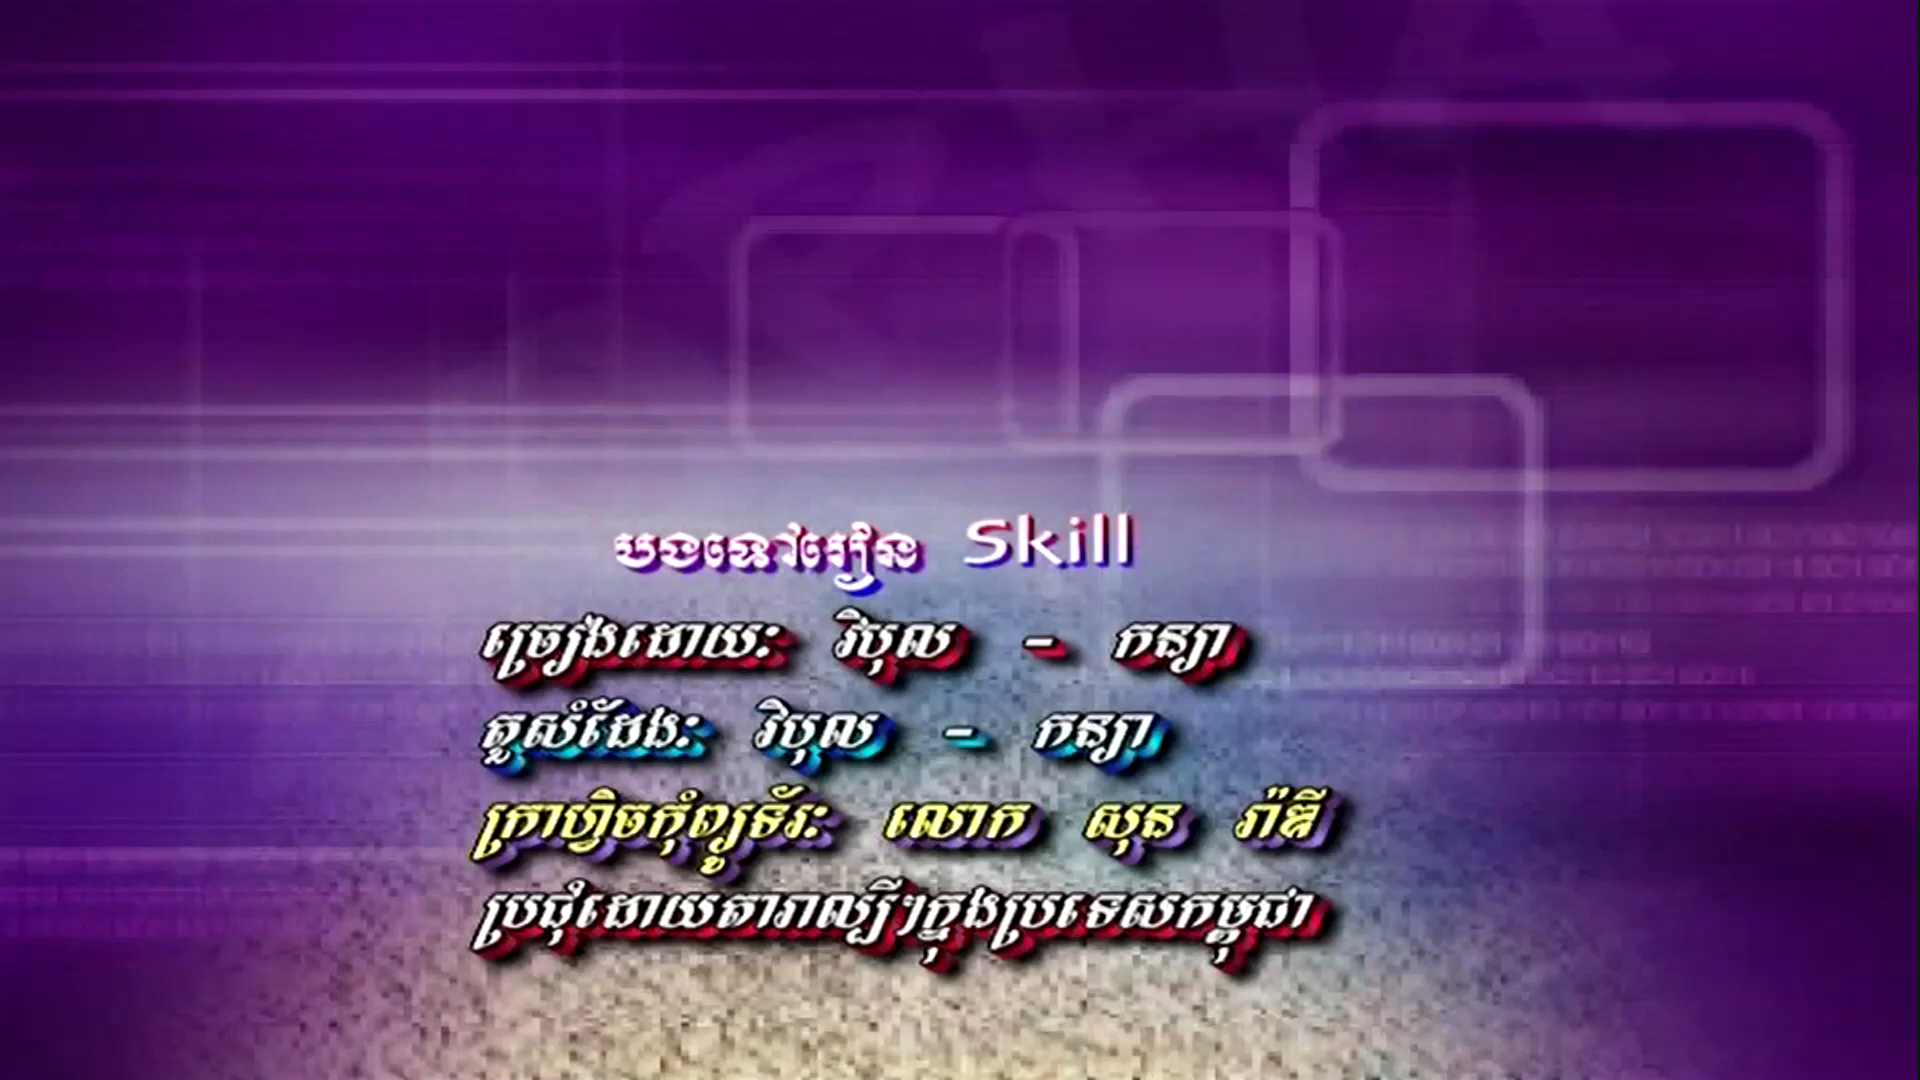 បងទៅរៀន Skill
ច្រៀងដោយ: វិបុល - កន្យា
តួសំដែង: វិបុល - កន្យា
ក្រាហ្វិចកុំព្យូទ័រ: លោក សុន រ៉ាឌី
ប្រជុំដោយតារាល្បីៗក្នុងប្រទេសកម្ពុជា